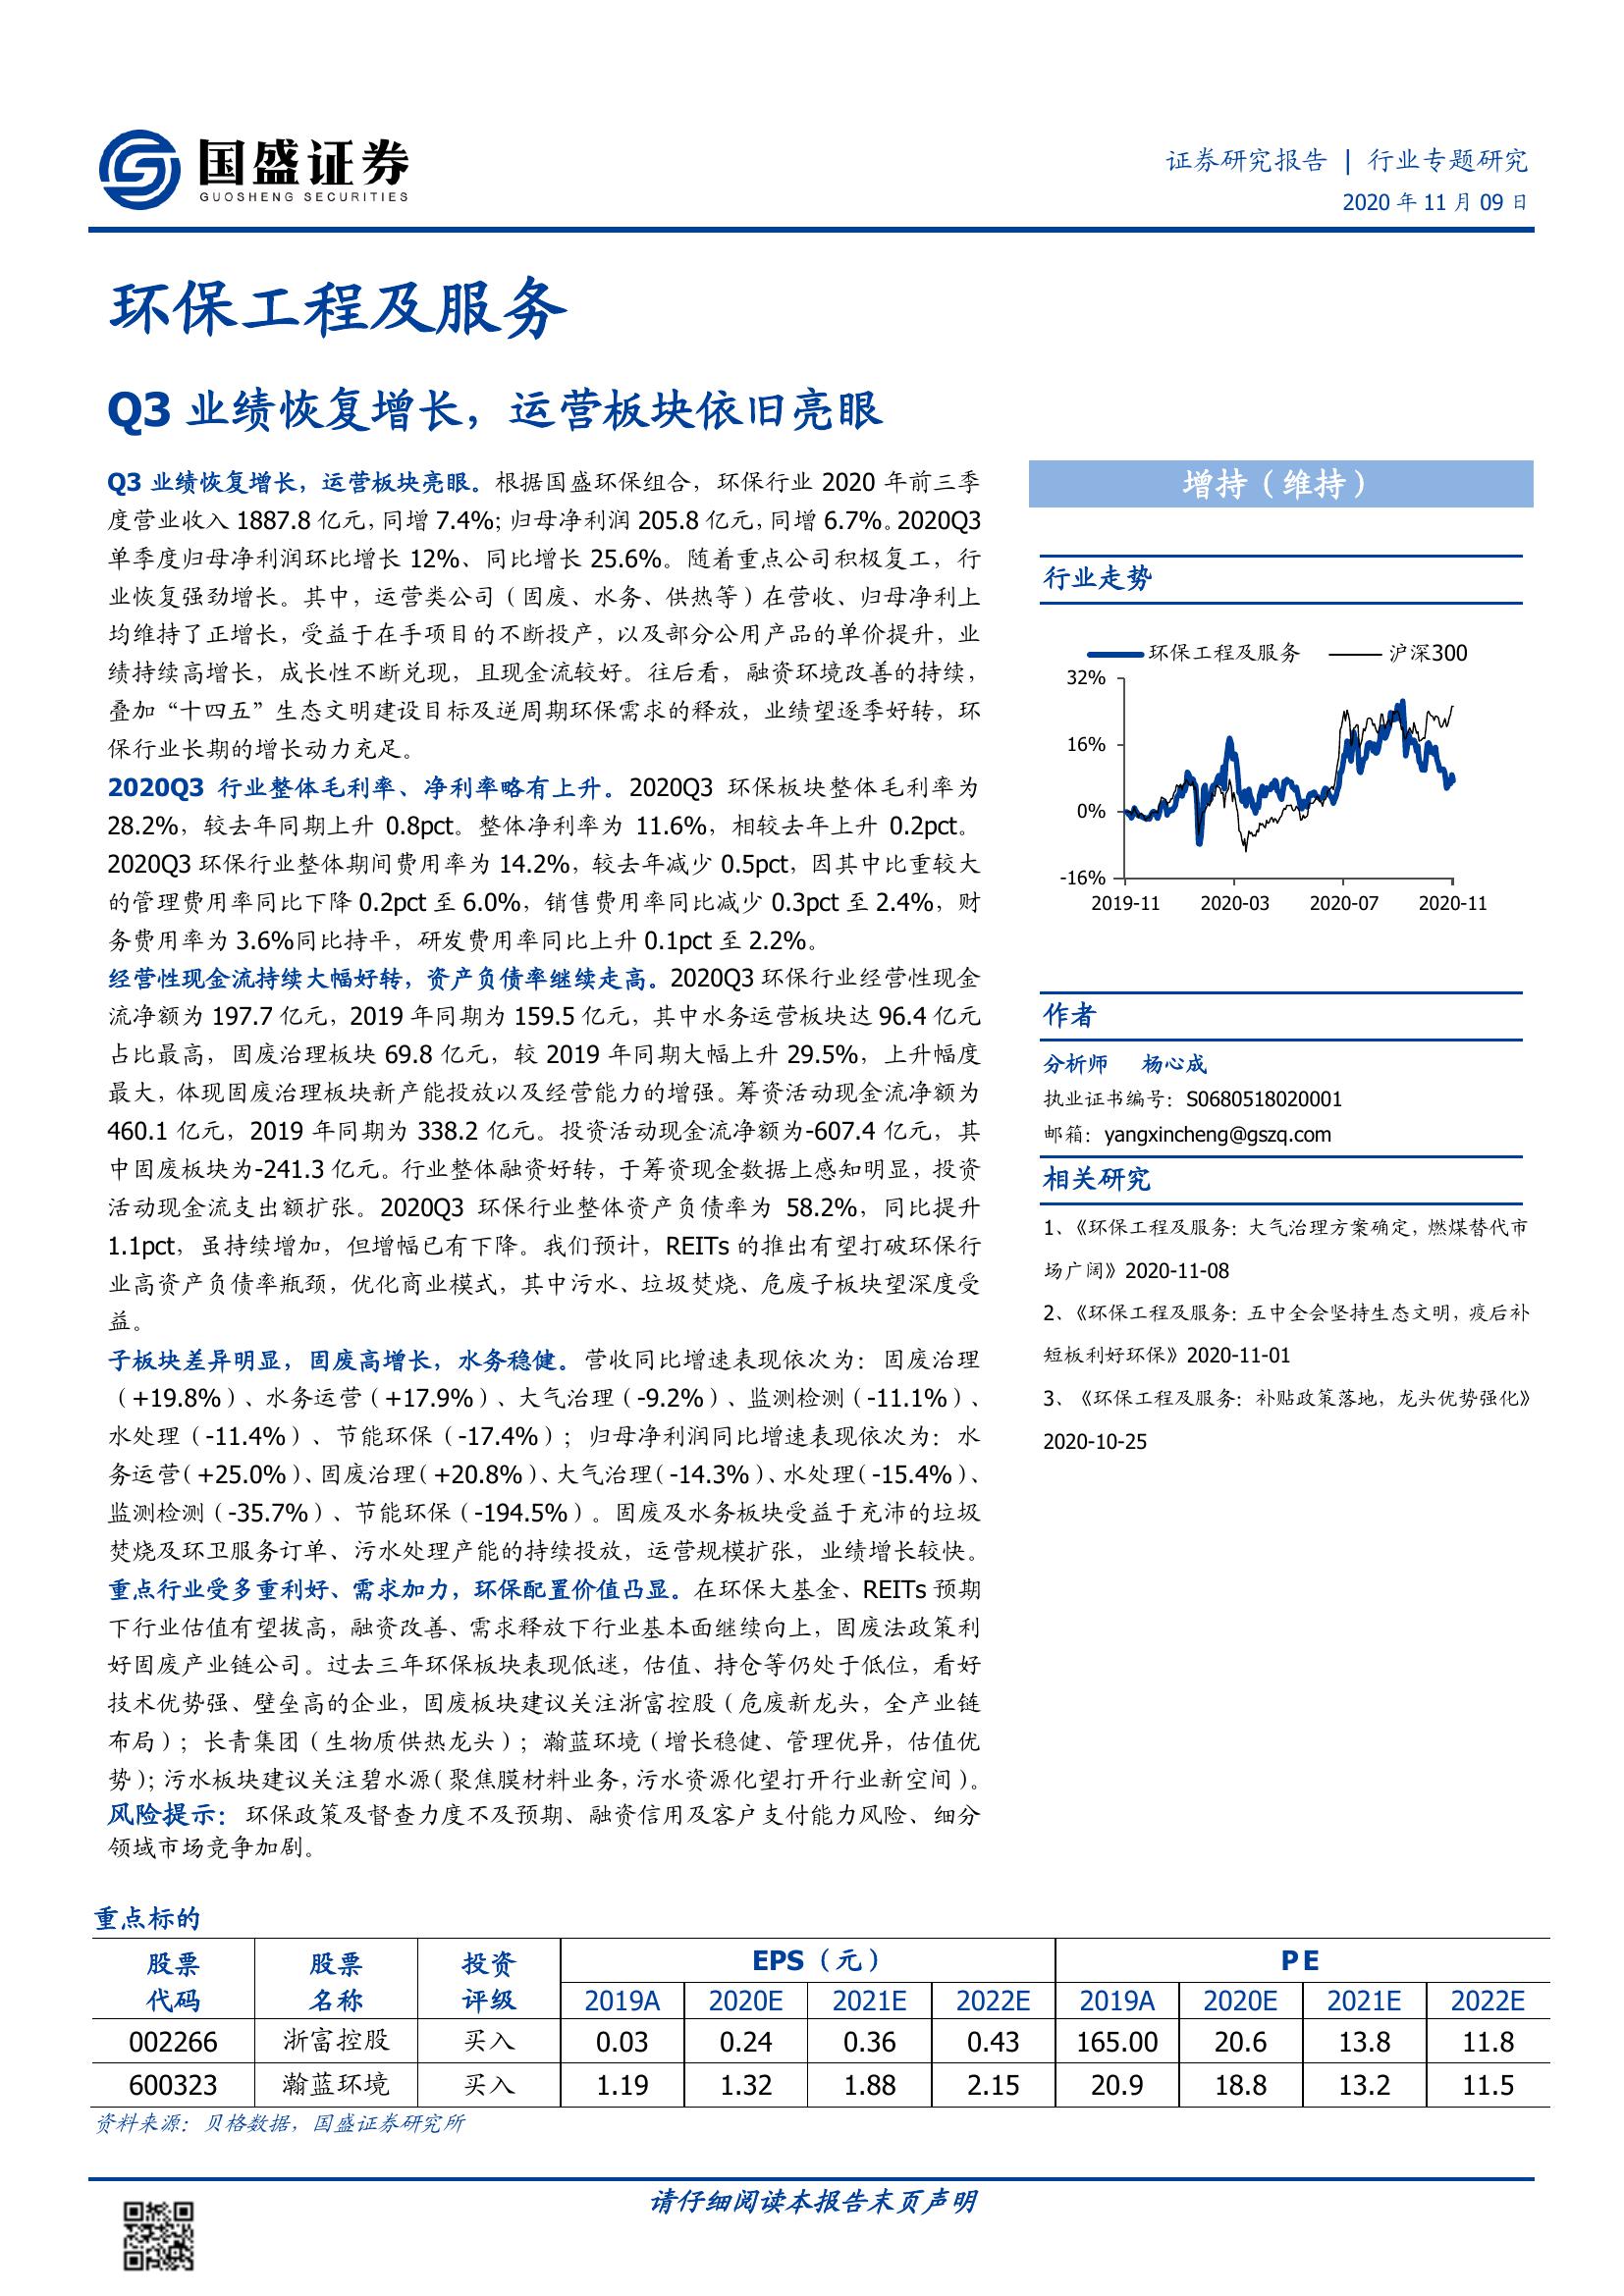 国盛证券
GUOSHENG SECURITIES
证券研究报告 | 行业专题研究
2020 年 11 月 09 日
环保工程及服务
Q3 业绩恢复增长，运营板块依旧亮眼
Q3 业绩恢复增长，运营板块亮眼。根据国盛环保组合，环保行业 2020 年前三季
度营业收入 1887.8 亿元，同增 7.4%；归母净利润 205.8 亿元，同增 6.7%。2020Q3
单季度归母净利润环比增长 12%、同比增长 25.6%。随着重点公司积极复工，行
业恢复强劲增长。其中，运营类公司（固废、水务、供热等）在营收、归母净利上
均维持了正增长，受益于在手项目的不断投产，以及部分公用产品的单价提升，业
绩持续高增长，成长性不断兑现，且现金流较好。往后看，融资环境改善的持续，
叠加“十四五”生态文明建设目标及逆周期环保需求的释放，业绩望逐季好转，环
保行业长期的增长动力充足。
2020Q3 行业整体毛利率、净利率略有上升。2020Q3 环保板块整体毛利率为
28.2%，较去年同期上升 0.8pct。整体净利率为 11.6%，相较去年上升 0.2pct。
2020Q3 环保行业整体期间费用率为 14.2%，较去年减少 0.5pct，因其中比重较大
的管理费用率同比下降 0.2pct 至 6.0%，销售费用率同比减少 0.3pct 至 2.4%，财
务费用率为 3.6%同比持平，研发费用率同比上升 0.1pct 至 2.2%。
经营性现金流持续大幅好转，资产负债率继续走高。2020Q3 环保行业经营性现金
流净额为 197.7 亿元，2019 年同期为 159.5 亿元，其中水务运营板块达 96.4 亿元
占比最高，固废治理板块 69.8 亿元，较 2019 年同期大幅上升 29.5%，上升幅度
最大，体现固废治理板块新产能投放以及经营能力的增强。筹资活动现金流净额为
460.1 亿元，2019 年同期为 338.2 亿元。投资活动现金流净额为-607.4 亿元，其
中固废板块为-241.3 亿元。行业整体融资好转，于筹资现金数据上感知明显，投资
活动现金流支出额扩张。2020Q3 环保行业整体资产负债率为 58.2%，同比提升
1.1pct，虽持续增加，但增幅已有下降。我们预计，REITs 的推出有望打破环保行
业高资产负债率瓶颈，优化商业模式，其中污水、垃圾焚烧、危废子板块望深度受
益。
子板块差异明显，固废高增长，水务稳健。营收同比增速表现依次为：固废治理
（+19.8%）、水务运营（+17.9%）、大气治理（-9.2%）、监测检测（-11.1%）、
水处理（-11.4%）、节能环保（-17.4%）；归母净利润同比增速表现依次为：水
务运营（+25.0%）、固废治理（+20.8%）、大气治理（-14.3%）、水处理（-15.4%）、
监测检测（-35.7%）、节能环保（-194.5%）。固废及水务板块受益于充沛的垃圾
焚烧及环卫服务订单、污水处理产能的持续投放，运营规模扩张，业绩增长较快。
重点行业受多重利好、需求加力，环保配置价值凸显。在环保大基金、REITs 预期
下行业估值有望拔高，融资改善、需求释放下行业基本面继续向上，固废法政策利
好固废产业链公司。过去三年环保板块表现低迷，估值、持仓等仍处于低位，看好
技术优势强、壁垒高的企业，固废板块建议关注浙富控股（危废新龙头，全产业链
布局）；长青集团（生物质供热龙头）；瀚蓝环境（增长稳健、管理优异，估值优
势）；污水板块建议关注碧水源（聚焦膜材料业务，污水资源化望打开行业新空间）。
风险提示：环保政策及督查力度不及预期、融资信用及客户支付能力风险、细分
领域市场竞争加剧。
增持（维持）
行业走势
环保工程及服务 沪深300
32%
16%
0%
-16%
2019-11 2020-03 2020-07 2020-11
作者
分析师 杨心成
执业证书编号：S0680518020001
邮箱：yangxincheng@gszq.com
相关研究
1、《环保工程及服务：大气治理方案确定，燃煤替代市
场广阔》2020-11-08
2、《环保工程及服务：五中全会坚持生态文明，疫后补
短板利好环保》2020-11-01
3、《环保工程及服务：补贴政策落地，龙头优势强化》
2020-10-25
重点标的
股票 股票 投资 EPS（元） PE
代码 名称 评级 2019A 2020E 2021E 2022E 2019A 2020E 2021E 2022E
002266 浙富控股 买入 0.03 0.24 0.36 0.43 165.00 20.6 13.8 11.8
600323 瀚蓝环境 买入 1.19 1.32 1.88 2.15 20.9 18.8 13.2 11.5
资料来源：贝格数据，国盛证券研究所
请仔细阅读本报告末页声明